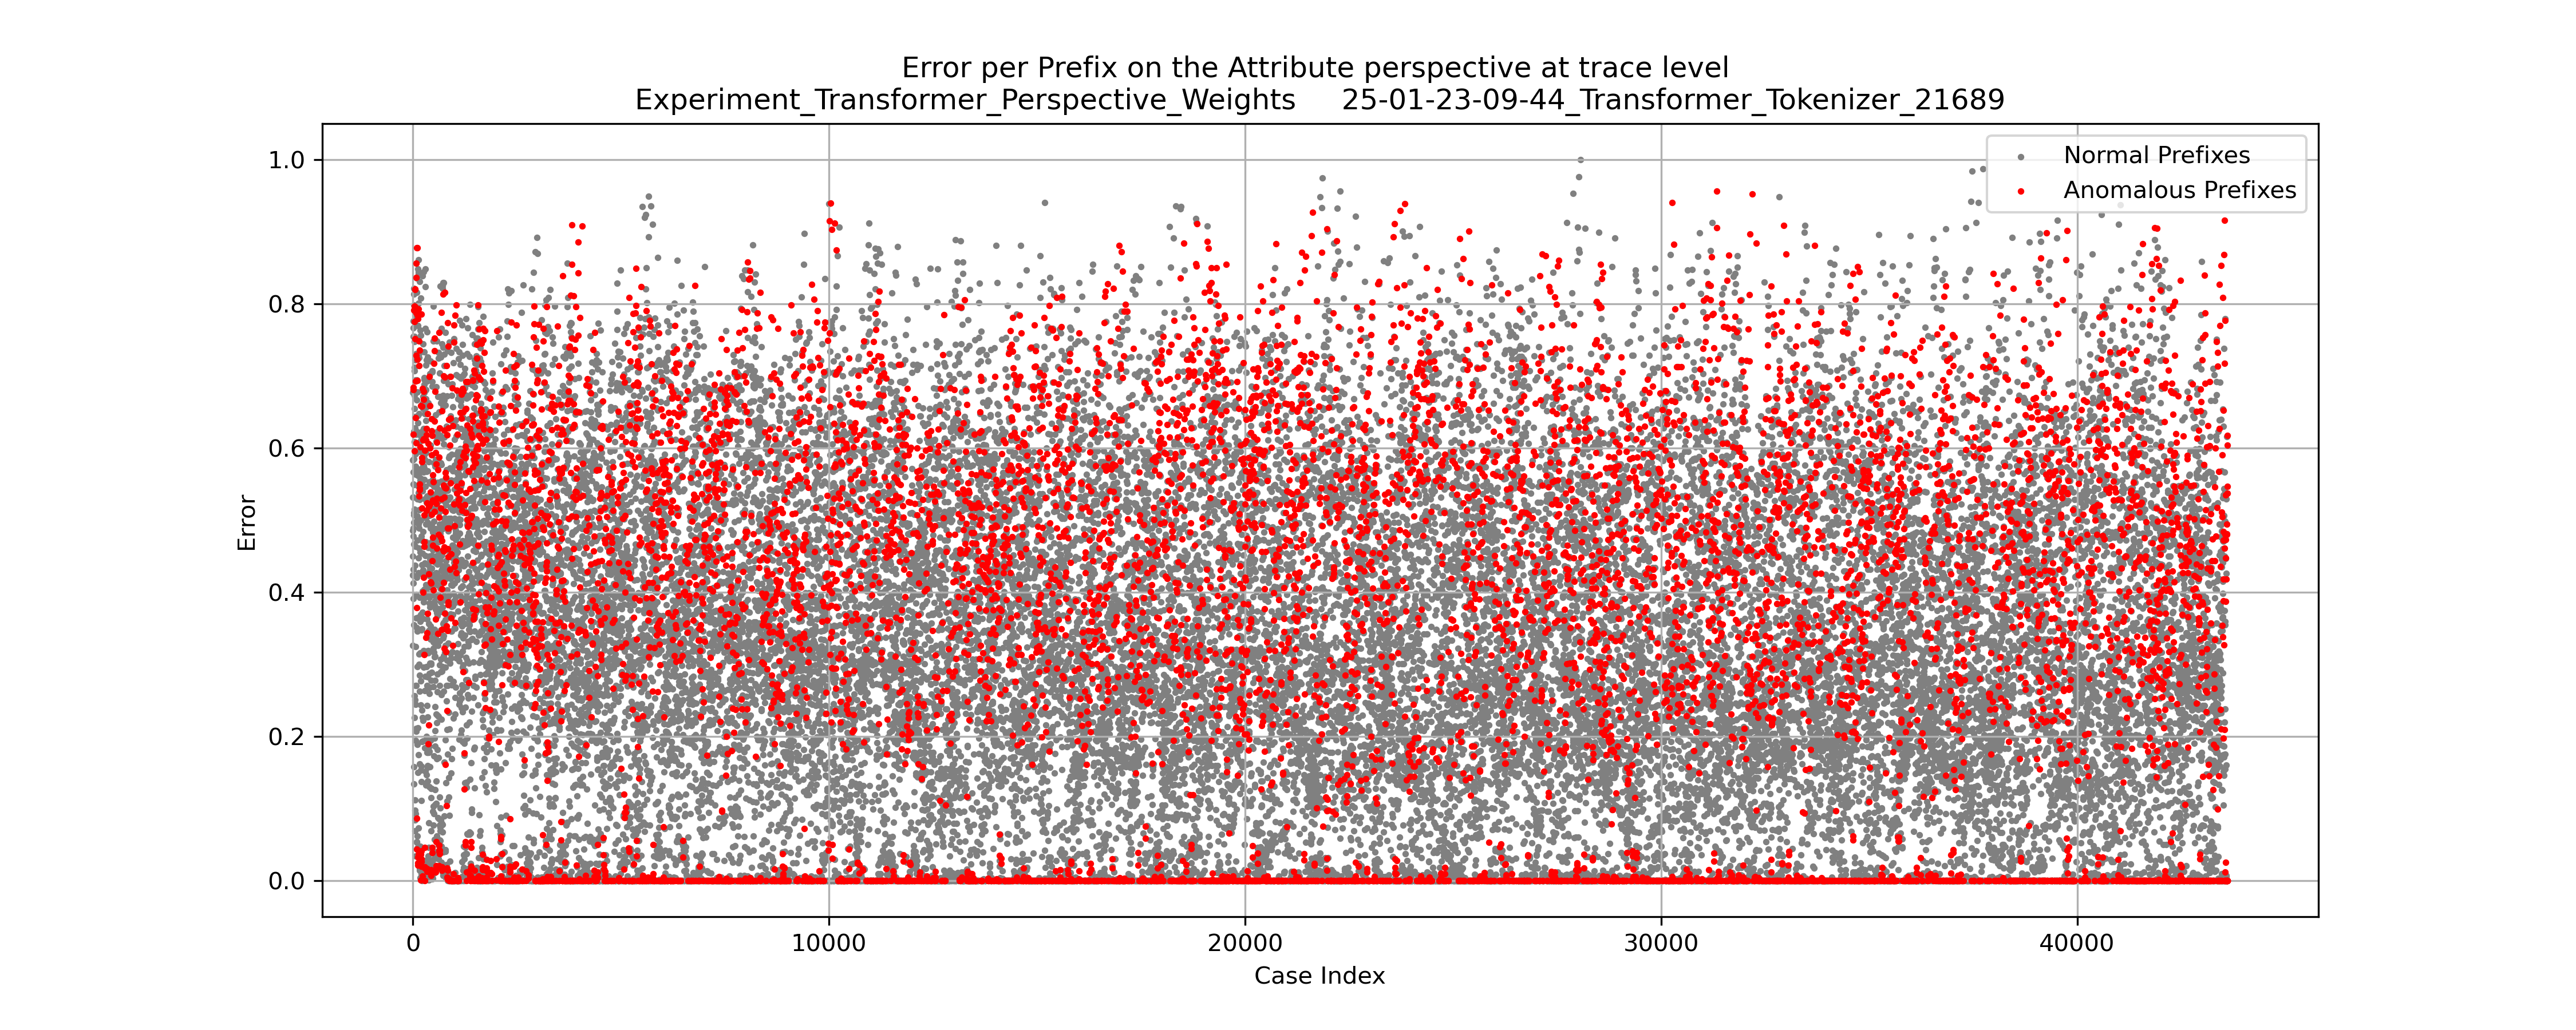 Error per Prefix on the Attribute perspective at trace level
Experiment_Transformer_Perspective_Weights     25-01-23-09-44_Transformer_Tokenizer_21689
Normal Prefixes
Anomalous Prefixes
1.0
0.8
0.6
0.4
0.2
0.0
Error
0 10000 20000 30000 40000
Case Index